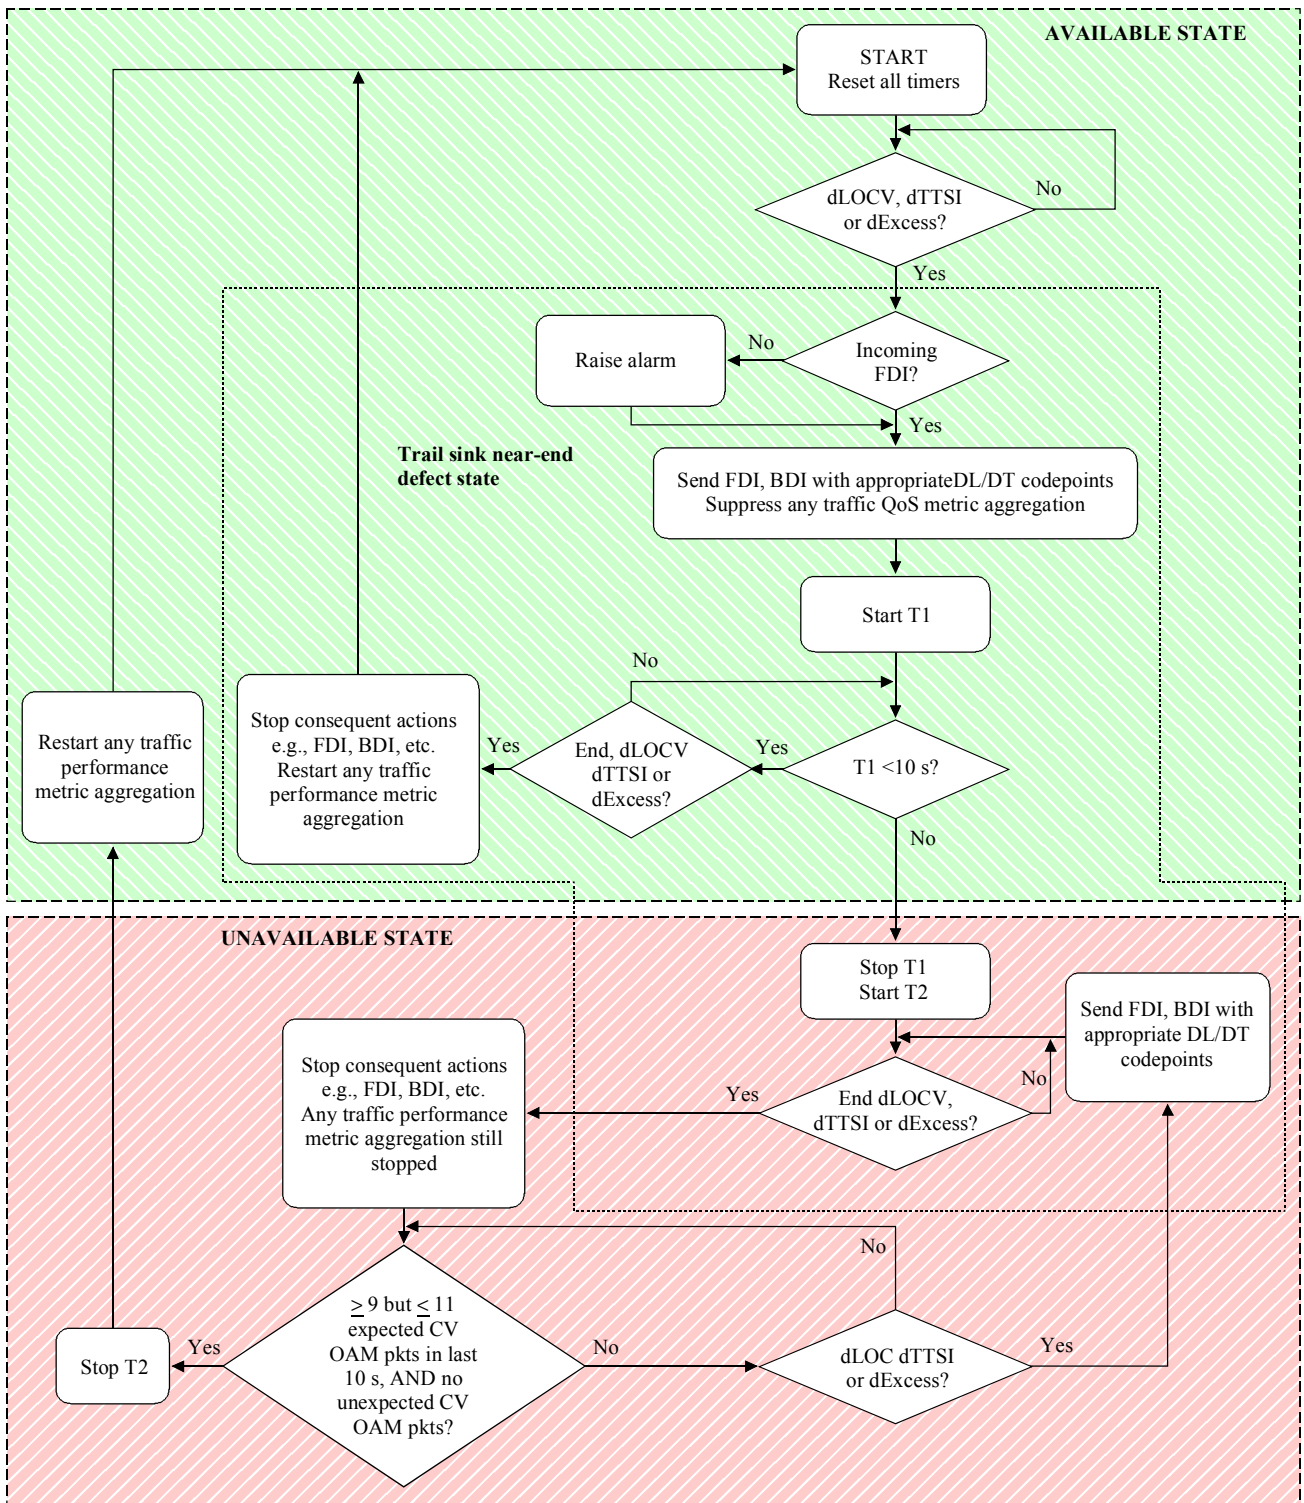 AVAILABLE STATE
START
Reset all timers
dLOCV, dTTSI
or dExcess?
No
Yes
Incoming
FDI?
No
Raise alarm
Yes
Trail sink near-end
defect state
Send FDI, BDI with appropriateDL/DT codepoints
Suppress any traffic QoS metric aggregation
Start T1
No
T1 <10 s?
Yes
End, dLOCV
dTTSI or
dExcess?
Yes
Stop consequent actions
e.g., FDI, BDI, etc.
Restart any traffic
performance metric
aggregation
Restart any traffic
performance
metric aggregation
No
UNAVAILABLE STATE
Stop T1
Start T2
Send FDI, BDI with
appropriate DL/DT
codepoints
No
End dLOCV,
dTTSI or dExcess?
Yes
Stop consequent actions
e.g., FDI, BDI, etc.
Any traffic performance
metric aggregation still
stopped
No
≥ 9 but ≤ 11
expected CV
OAM pkts in last
10 s, AND no
unexpected CV
OAM pkts?
Yes
Stop T2
No
dLOC dTTSI
or dExcess?
Yes